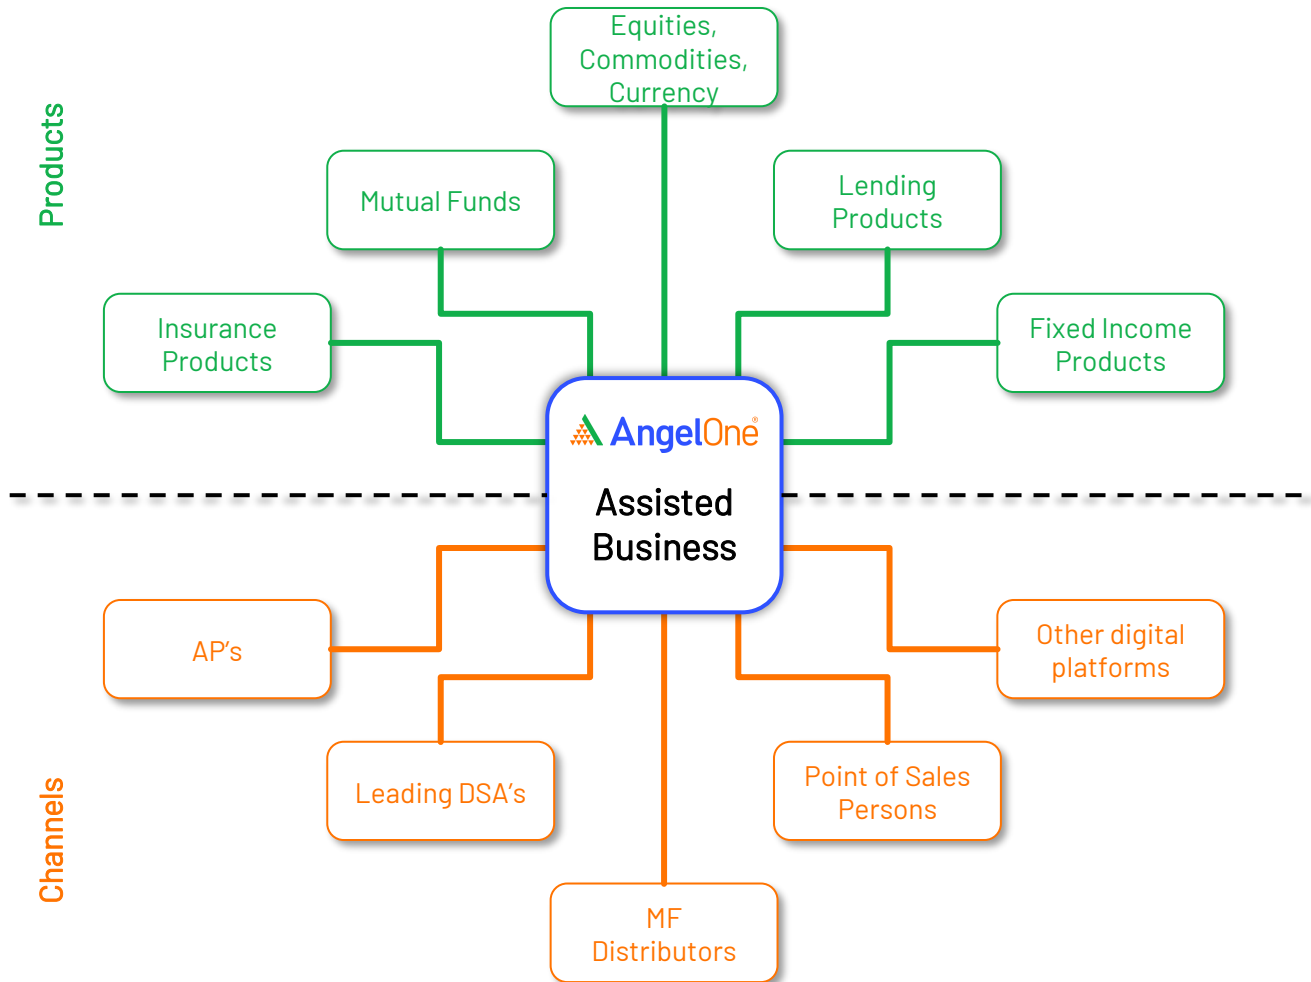 Products
Equities,
Commodities,
Currency
Mutual Funds
Lending
Products
Insurance
Products
Fixed Income
Products
AngelOne®
Assisted
Business
Channels
AP's
Other digital
platforms
Leading DSA's
Point of Sales
Persons
MF
Distributors